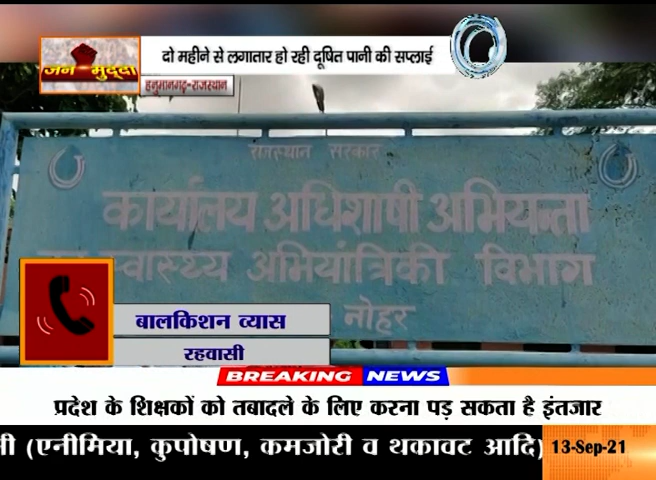 जन मुद्दा
दो महीने से लगातार हो रही दूषित पानी की सप्लाई
हनुमानगढ़-राजस्थान
राजस्थान सरकार
कार्यालय अधिशाषी अभियन्ता
स्वास्थ्य अभियांत्रिकी विभाग
नोहर
बालकिशन व्यास
रहवासी
BREAKING NEWS
प्रदेश के शिक्षकों को तबादले के लिए करना पड़ सकता है इंतजार
(एनीमिया, कुपोषण, कमजोरी व थकावट आदि)
13-Sep-21